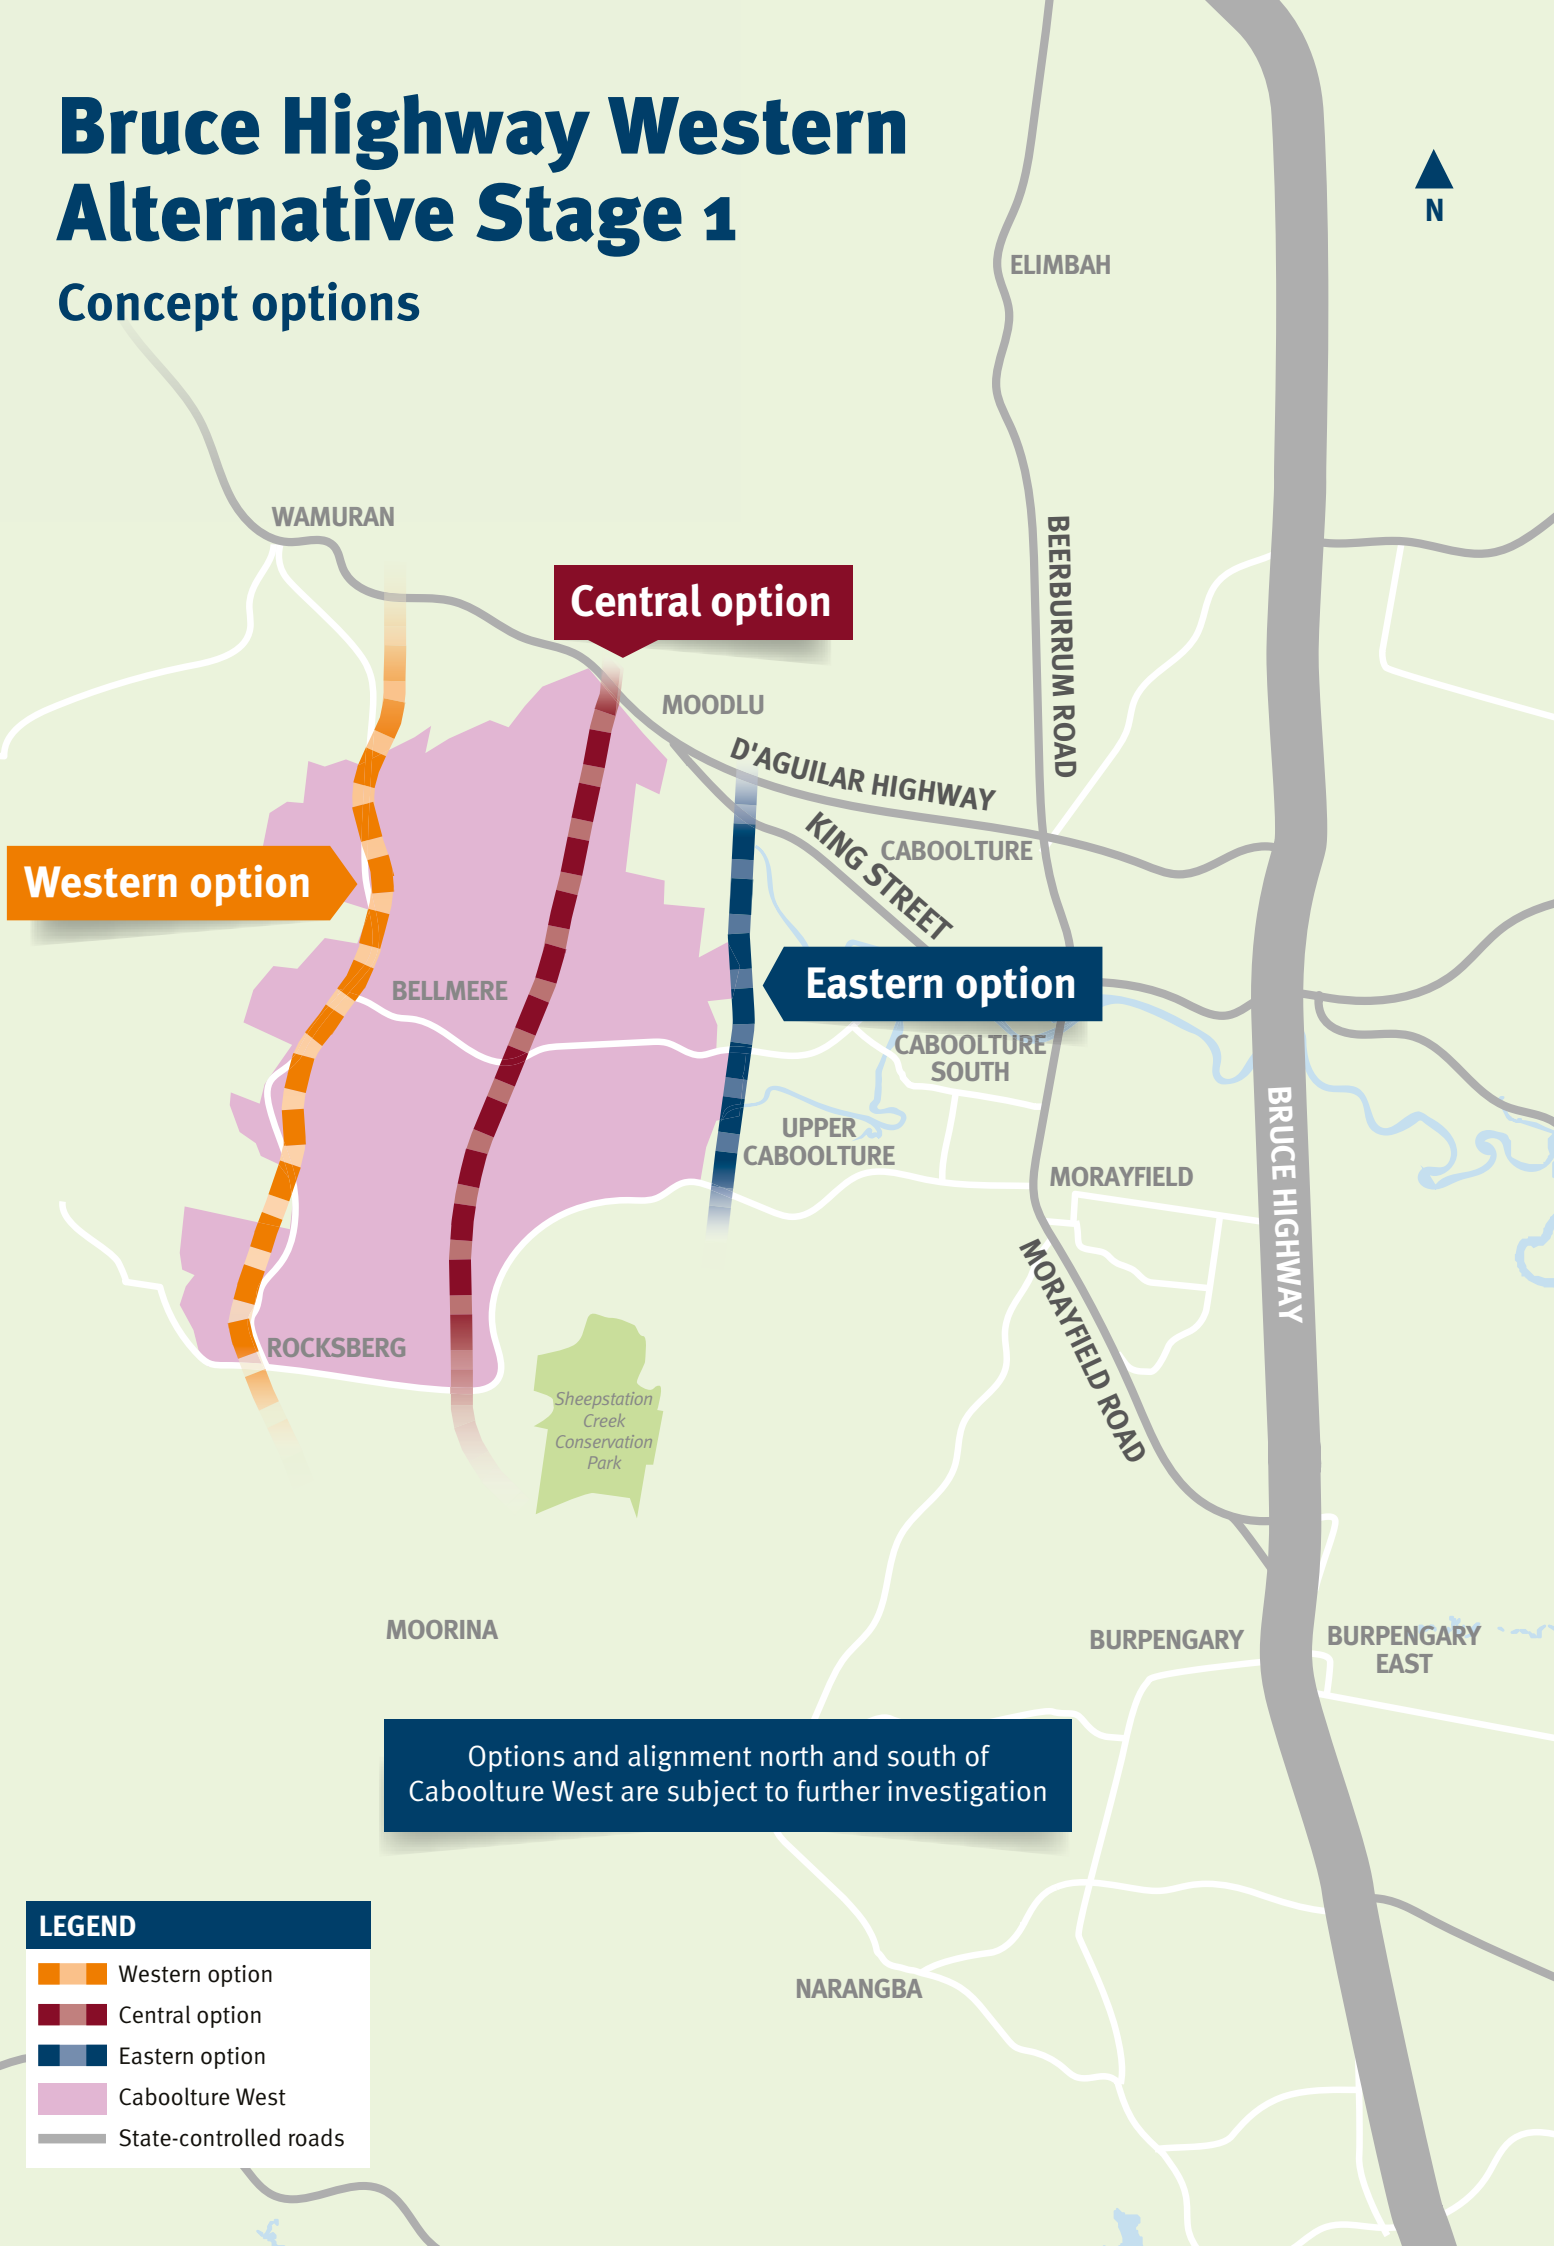 Bruce Highway Western
Alternative Stage 1
Concept options
N
ELIMBAH
WAMURAN
BEERBURRUM ROAD
Central option
MOODLU
D'AGUILAR HIGHWAY
KING STREET
CABOOLTURE
Western option
BELLMERE
Eastern option
CABOOLTURE
SOUTH
UPPER
CABOOLTURE
BRUCE HIGHWAY
MORAYFIELD
MORAYFIELD ROAD
ROCKSBERG
Sheepstation
Creek
Conservation
Park
MOORINA
BURPENGARY
BURPENGARY
EAST
Options and alignment north and south of
Caboolture West are subject to further investigation
NARANGBA
LEGEND
Western option
Central option
Eastern option
Caboolture West
State-controlled roads